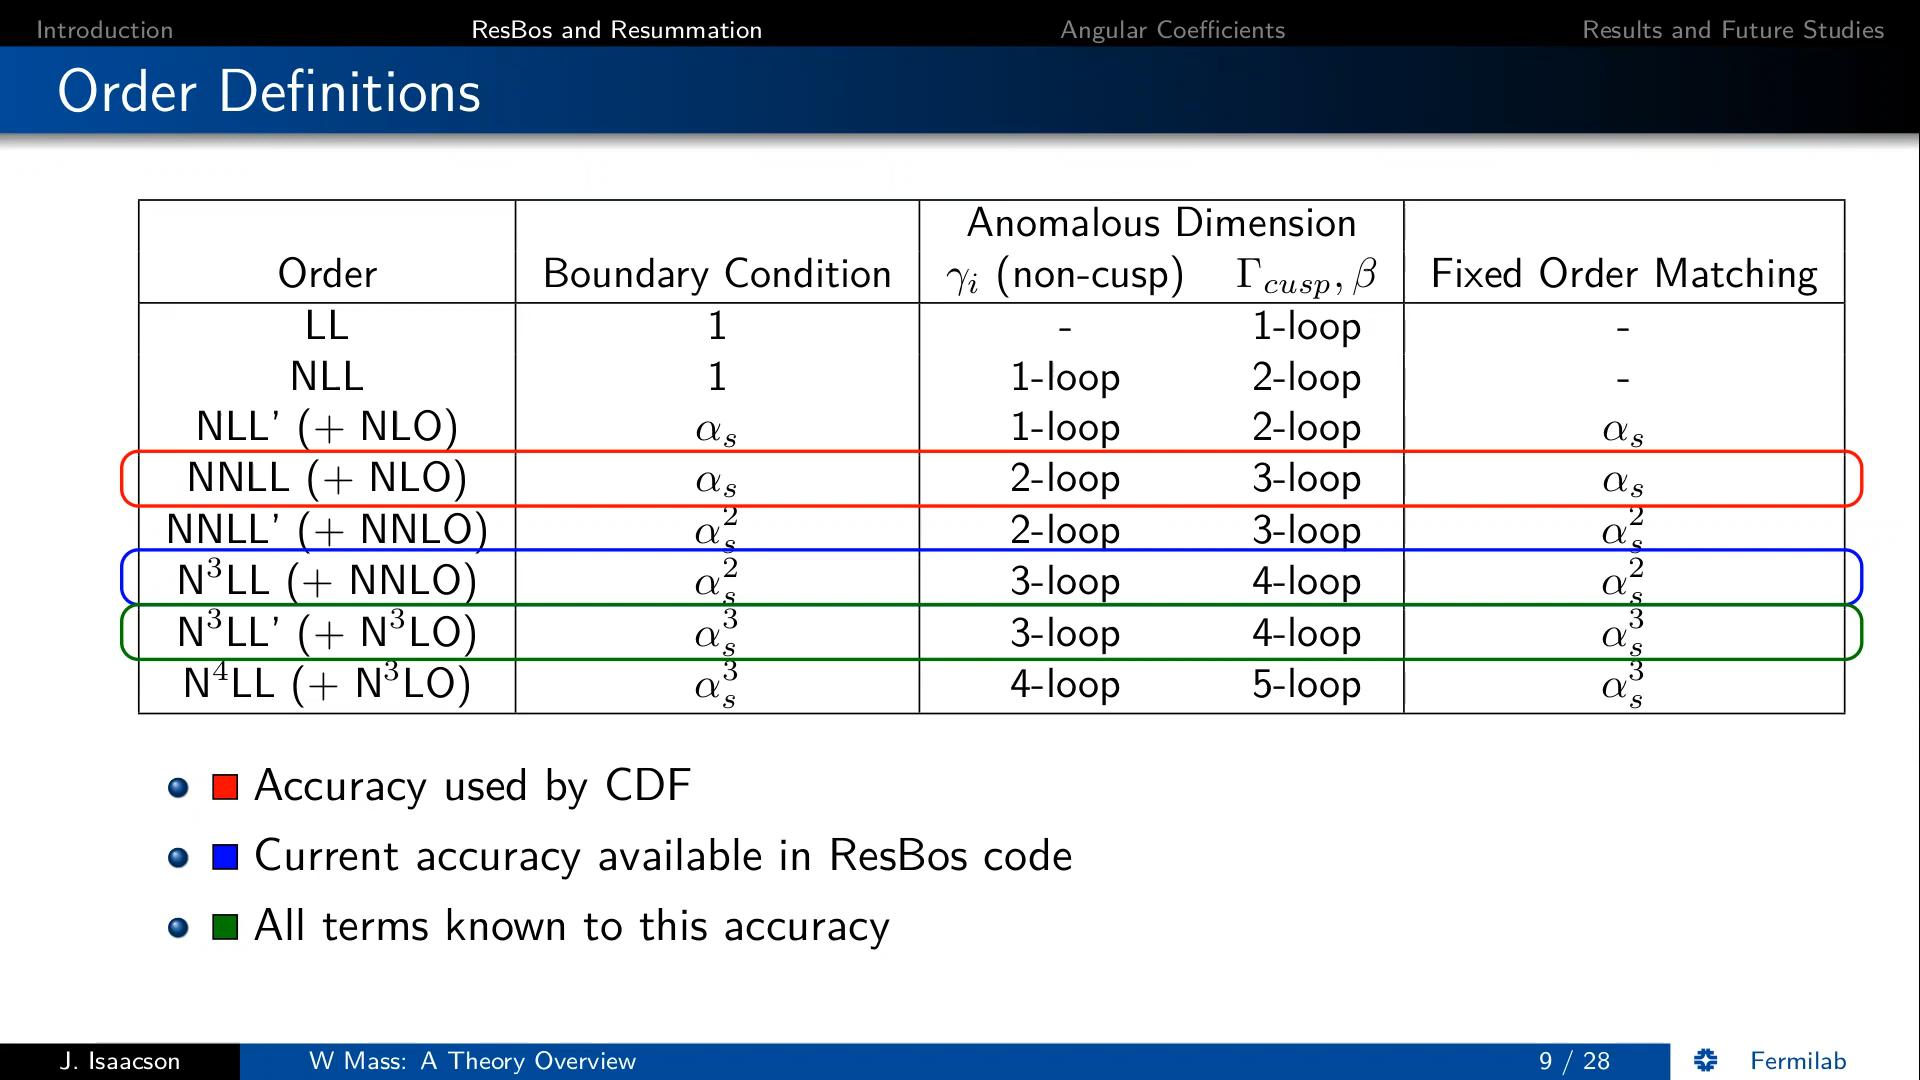 Introduction ResBos and Resummation Angular Coefficients Results and Future Studies
Order Definitions
Anomalous Dimension
Order Boundary Condition γᵢ (non-cusp) Γ_cusp, β Fixed Order Matching
LL 1 - 1-loop -
NLL 1 1-loop 2-loop -
NLL' (+ NLO) αₛ 1-loop 2-loop αₛ
NNLL (+ NLO) αₛ 2-loop 3-loop αₛ
NNLL' (+ NNLO) αₛ² 2-loop 3-loop αₛ²
N³LL (+ NNLO) αₛ² 3-loop 4-loop αₛ²
N³LL' (+ N³LO) αₛ³ 3-loop 4-loop αₛ³
N⁴LL (+ N³LO) αₛ³ 4-loop 5-loop αₛ³
Accuracy used by CDF
Current accuracy available in ResBos code
All terms known to this accuracy
J. Isaacson W Mass: A Theory Overview 9 / 28 Fermilab